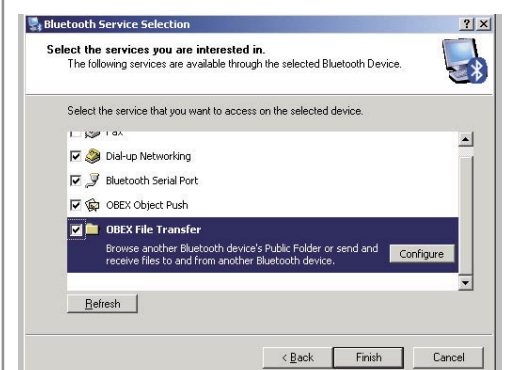 Bluetooth Service Selection
Select the services you are interested in.
The following services are available through the selected Bluetooth Device.
Select the service that you want to access on the selected device.
Fax
Dial-up Networking
Bluetooth Serial Port
OBEX Object Push
OBEX File Transfer
Browse another Bluetooth device's Public Folder or send and
receive files to and from another Bluetooth device.
Configure
Refresh
< Back
Finish
Cancel